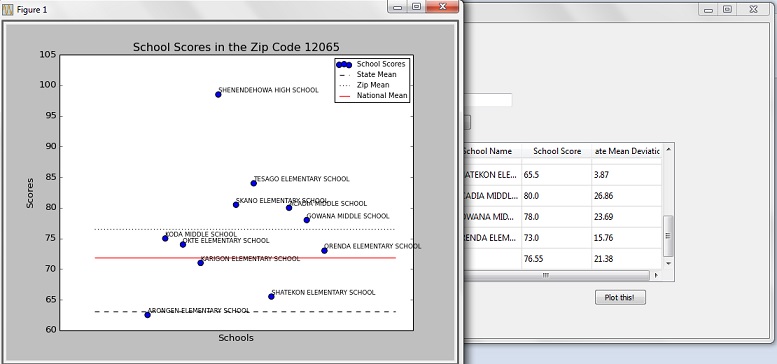 Figure 1
School Scores in the Zip Code 12065
105
100
95
90
85
80
75
70
65
60
Scores
Schools
School Scores
State Mean
Zip Mean
National Mean
SHENENDEHOWA HIGH SCHOOL
TESAGO ELEMENTARY SCHOOL
SKANO ELEMENTARY SCHOOL
ACADIA MIDDLE SCHOOL
GOWANA MIDDLE SCHOOL
KODA MIDDLE SCHOOL
OKTE ELEMENTARY SCHOOL
ORENDA ELEMENTARY SCHOOL
KARIGON ELEMENTARY SCHOOL
SHATEKON ELEMENTARY SCHOOL
ARONGEN ELEMENTARY SCHOOL
School Name School Score ate Mean Deviatic
ATEKON ELE... 65.5 3.87
CADIA MIDDL... 80.0 26.86
OWANA MID... 78.0 23.69
RENDA ELEM... 73.0 15.76
76.55 21.38
Plot this!